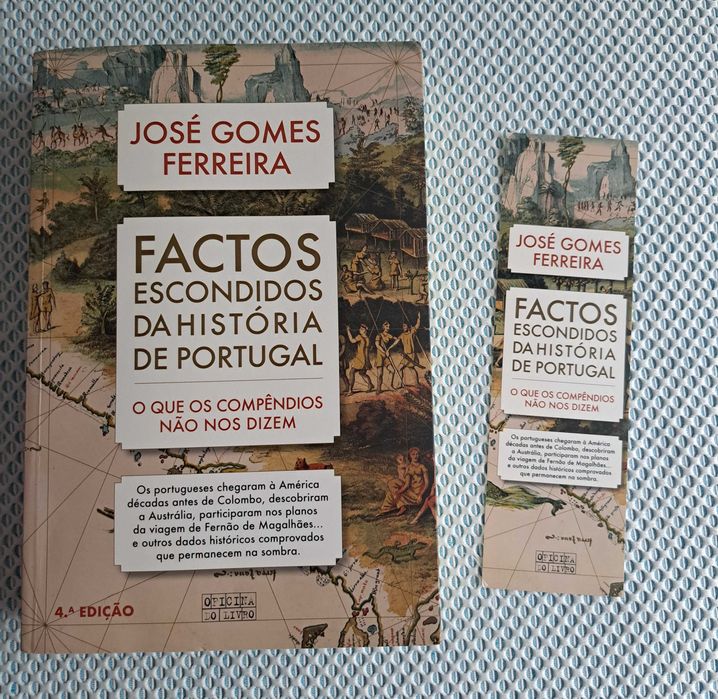 JOSÉ GOMES
FERREIRA
FACTOS
ESCONDIDOS
DA HISTÓRIA
DE PORTUGAL
O QUE OS COMPÊNDIOS
NÃO NOS DIZEM
Os portugueses chegaram à América
décadas antes de Colombo, descobriram
a Austrália, participaram nos planos
da viagem de Fernão de Magalhães...
e outros dados históricos comprovados
que permanecem na sombra.
4.ª EDIÇÃO
OFICINA
DO LIVRO
JOSÉ GOMES
FERREIRA
FACTOS
ESCONDIDOS
DA HISTÓRIA
DE PORTUGAL
O QUE OS COMPÊNDIOS
NÃO NOS DIZEM
Os portugueses chegaram à América
décadas antes de Colombo, descobriram
a Austrália, participaram nos planos
da viagem de Fernão de Magalhães...
e outros dados históricos comprovados
que permanecem na sombra.
OFICINA
DO LIVRO